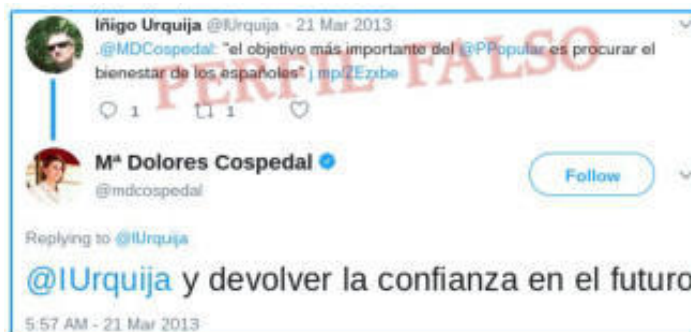 Iñigo Urquija @IUrquija · 21 Mar 2013
.@MDCospedal: "el objetivo más importante del @PPopular es procurar el
bienestar de los españoles" j.mp/ZEzxbe
PERFIL FALSO
1 1
Mª Dolores Cospedal
@mdcospedal
Follow
Replying to @IUrquija
@IUrquija y devolver la confianza en el futuro
5:57 AM - 21 Mar 2013